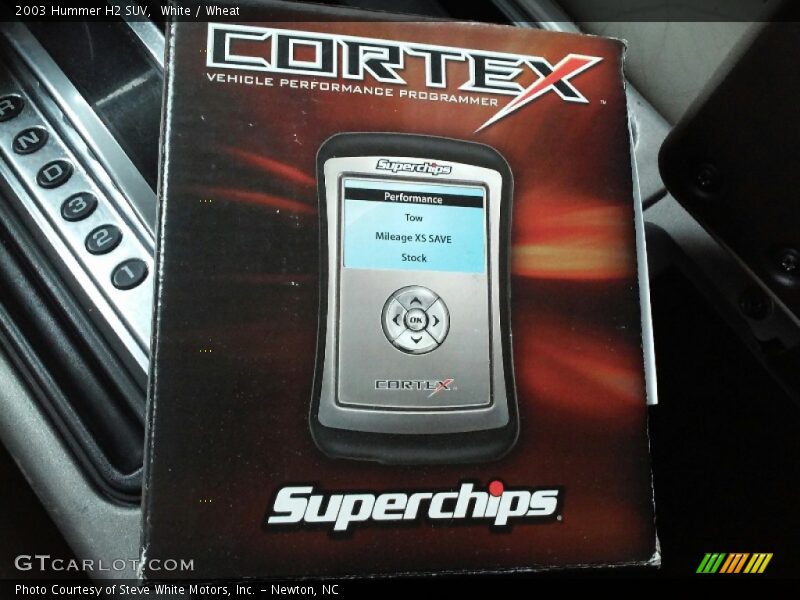 2003 Hummer H2 SUV, White / Wheat
CORTEX
™
VEHICLE PERFORMANCE PROGRAMMER
R
N
D
3
2
1
Superchips
Performance
Tow
Mileage XS SAVE
Stock
OK
CORTEX
Superchips
GTCARLOT.COM
Photo Courtesy of Steve White Motors, Inc. – Newton, NC